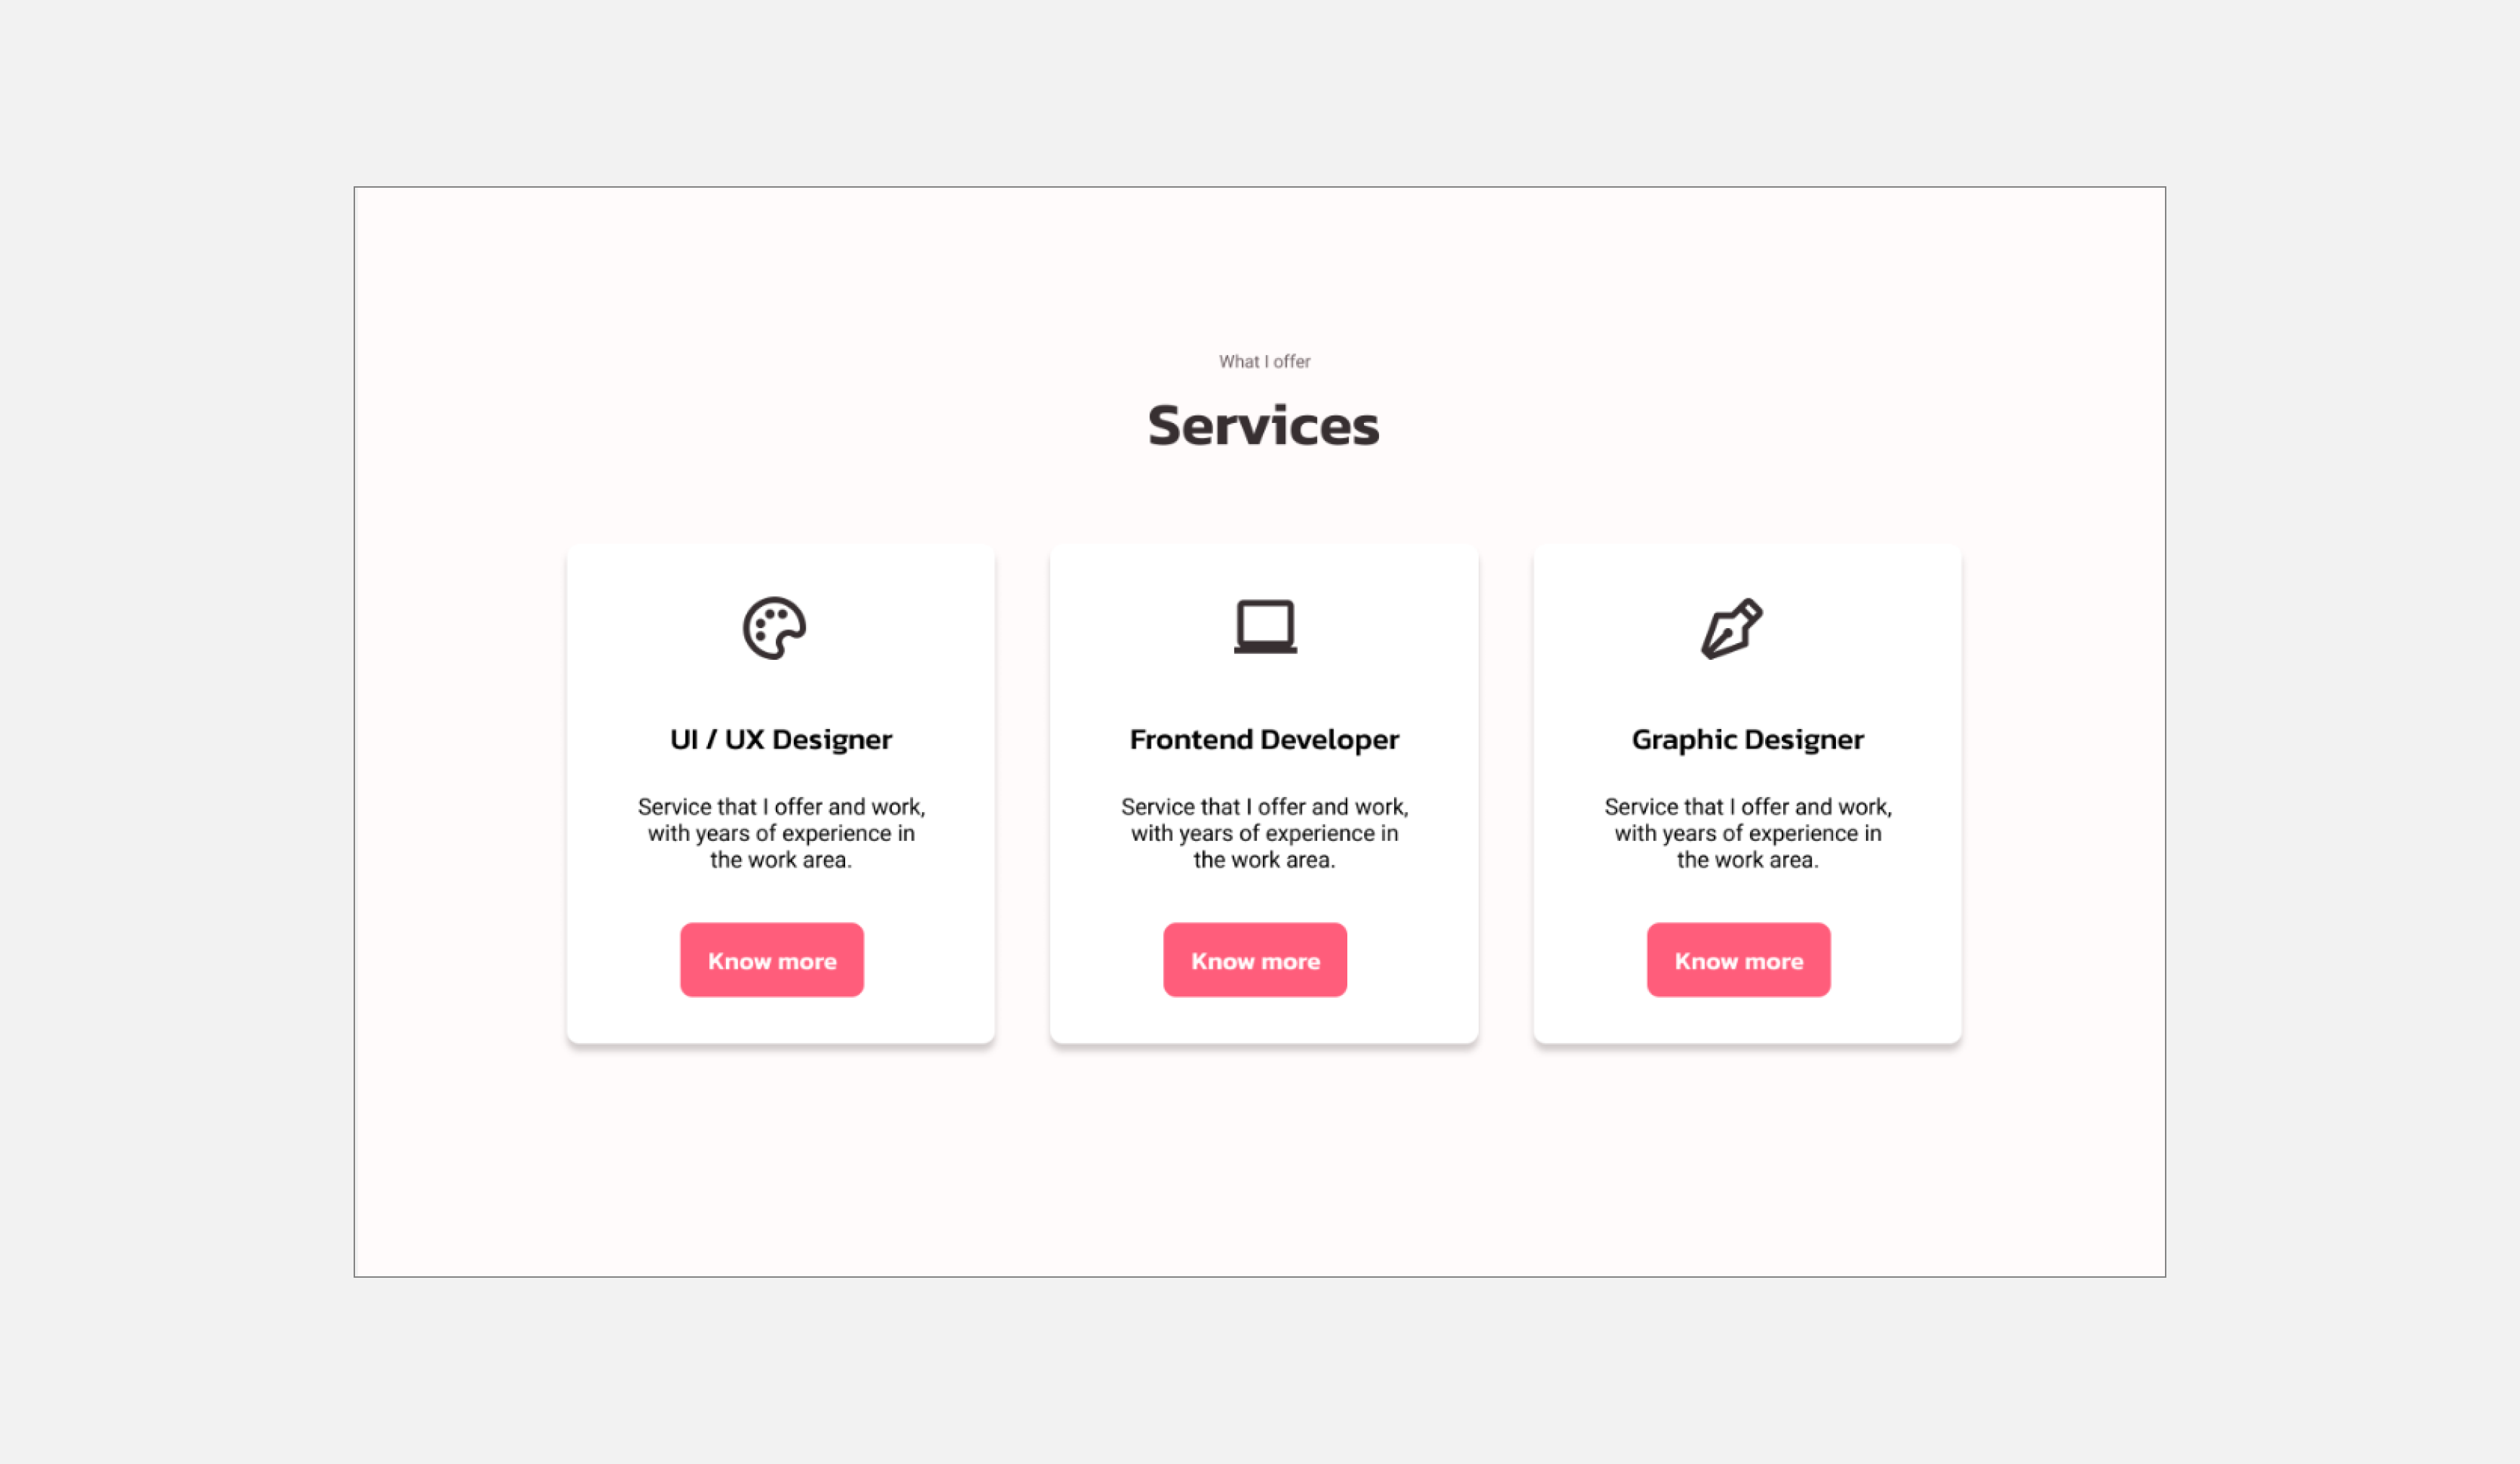 What I offer
Services
UI / UX Designer
Service that I offer and work,
with years of experience in
the work area.
Know more
Frontend Developer
Service that I offer and work,
with years of experience in
the work area.
Know more
Graphic Designer
Service that I offer and work,
with years of experience in
the work area.
Know more